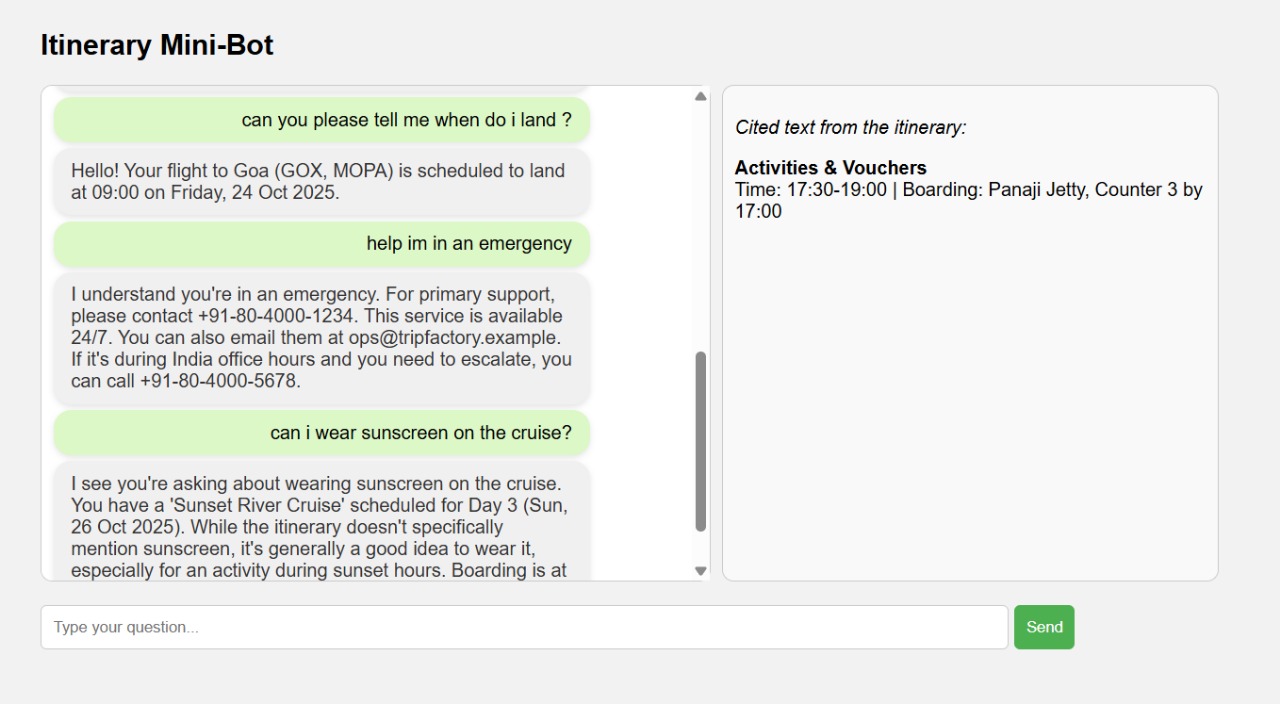 Itinerary Mini-Bot
can you please tell me when do i land ?
Hello! Your flight to Goa (GOX, MOPA) is scheduled to land
at 09:00 on Friday, 24 Oct 2025.
help im in an emergency
I understand you're in an emergency. For primary support,
please contact +91-80-4000-1234. This service is available
24/7. You can also email them at ops@tripfactory.example.
If it's during India office hours and you need to escalate, you
can call +91-80-4000-5678.
can i wear sunscreen on the cruise?
I see you're asking about wearing sunscreen on the cruise.
You have a 'Sunset River Cruise' scheduled for Day 3 (Sun,
26 Oct 2025). While the itinerary doesn't specifically
mention sunscreen, it's generally a good idea to wear it,
especially for an activity during sunset hours. Boarding is at
Cited text from the itinerary:
Activities & Vouchers
Time: 17:30-19:00 | Boarding: Panaji Jetty, Counter 3 by
17:00
Type your question...
Send